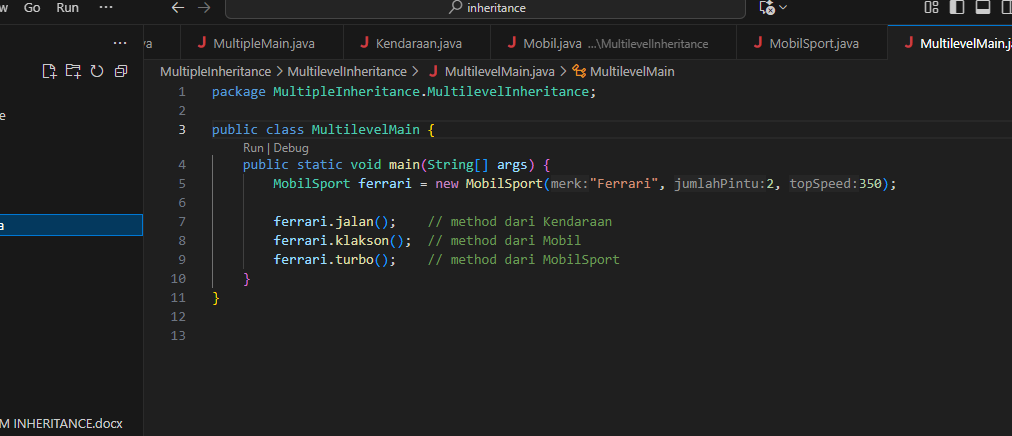 w Go Run ··· inheritance
va MultipleMain.java Kendaraan.java Mobil.java ...\MultilevelInheritance MobilSport.java MultilevelMain.j
MultipleInheritance > MultilevelInheritance > MultilevelMain.java > MultilevelMain
1 package MultipleInheritance.MultilevelInheritance;
2
3 public class MultilevelMain {
Run | Debug
4 public static void main(String[] args) {
5 MobilSport ferrari = new MobilSport(merk:"Ferrari", jumlahPintu:2, topSpeed:350);
6
7 ferrari.jalan(); // method dari Kendaraan
8 ferrari.klakson(); // method dari Mobil
9 ferrari.turbo(); // method dari MobilSport
10 }
11 }
12
13
e
a
M INHERITANCE.docx